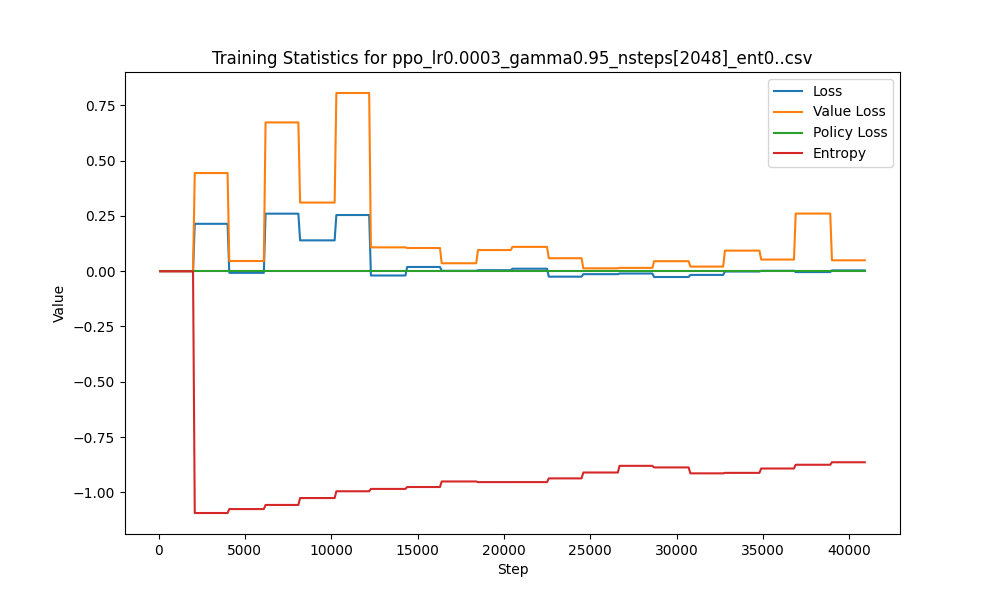 Training Statistics for ppo_lr0.0003_gamma0.95_nsteps[2048]_ent0..csv
Loss
Value Loss
Policy Loss
Entropy
0.75
0.50
0.25
0.00
−0.25
−0.50
−0.75
−1.00
Value
0 5000 10000 15000 20000 25000 30000 35000 40000
Step